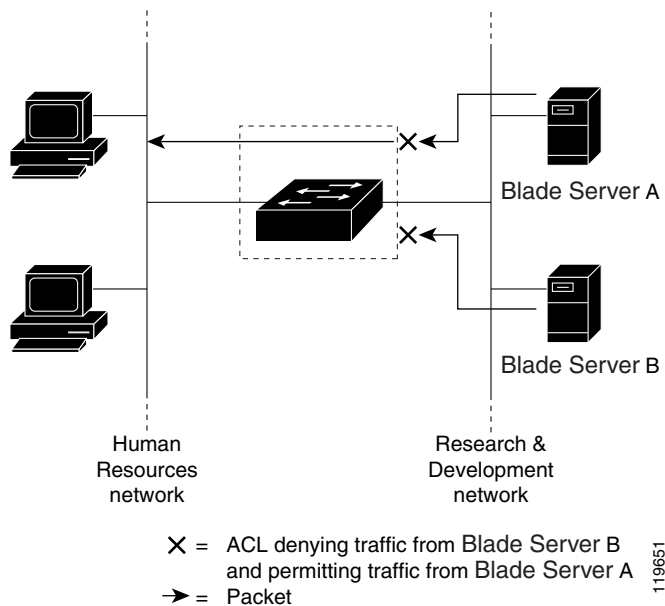 Blade Server A
Blade Server B
Human
Resources
network
Research &
Development
network
X = ACL denying traffic from Blade Server B
and permitting traffic from Blade Server A
→ = Packet
119651